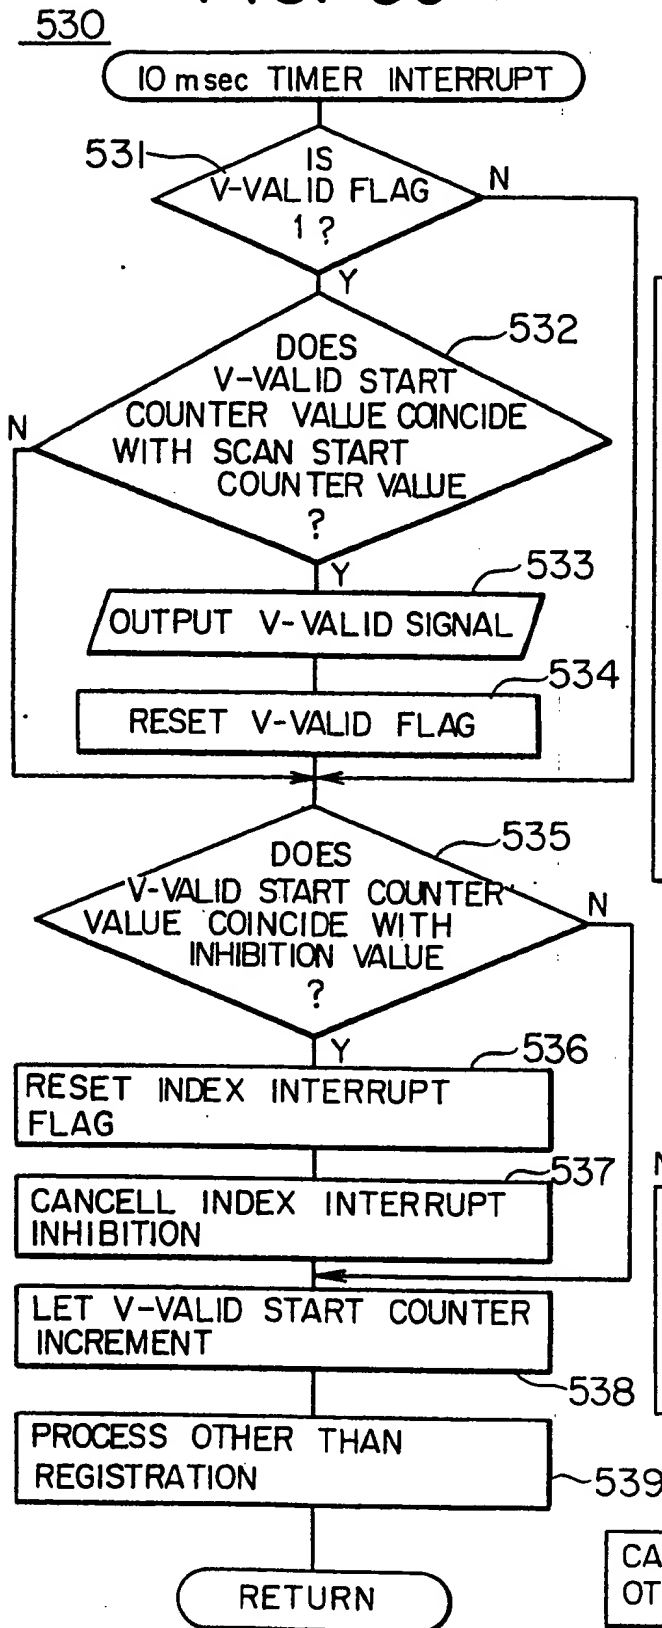 530
10 msec TIMER INTERRUPT
531
IS
V-VALID FLAG
1 ?
N
Y
532
DOES
V-VALID START
COUNTER VALUE COINCIDE
WITH SCAN START
COUNTER VALUE
?
N
Y
533
OUTPUT V-VALID SIGNAL
534
RESET V-VALID FLAG
535
DOES
V-VALID START COUNTER
VALUE COINCIDE WITH
INHIBITION VALUE
?
N
Y
536
RESET INDEX INTERRUPT
FLAG
537
CANCELL INDEX INTERRUPT
INHIBITION
LET V-VALID START COUNTER
INCREMENT
538
PROCESS OTHER THAN
REGISTRATION
539
RETURN
CA
OT